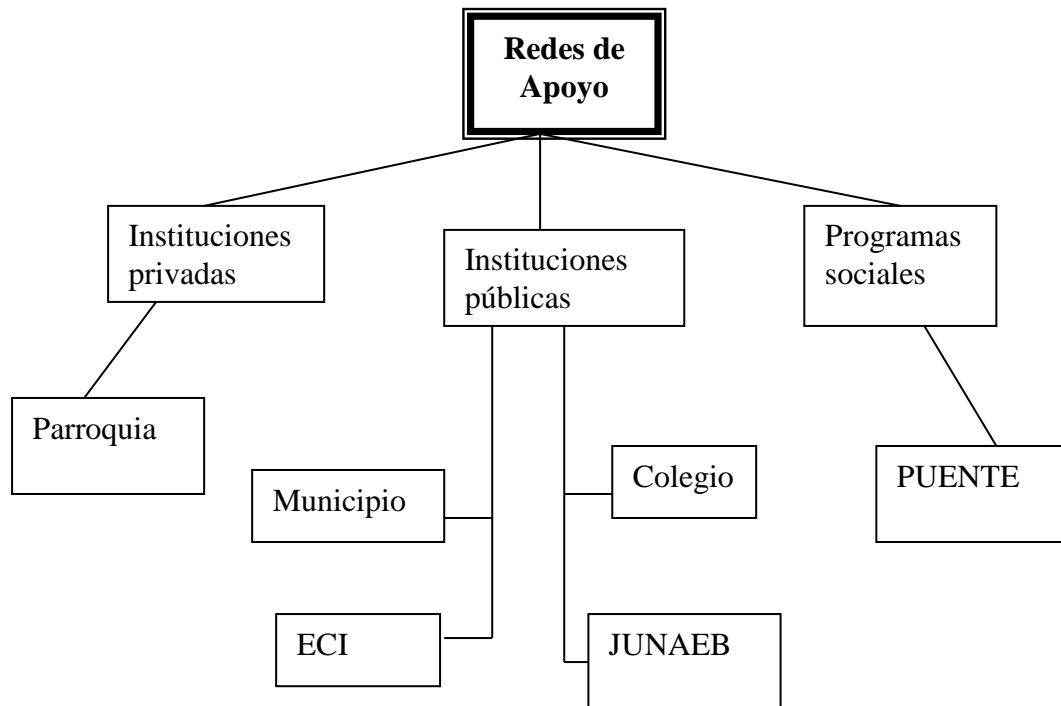 Redes de
Apoyo
Instituciones
privadas
Instituciones
públicas
Programas
sociales
Parroquia
Municipio
Colegio
PUENTE
ECI
JUNAEB